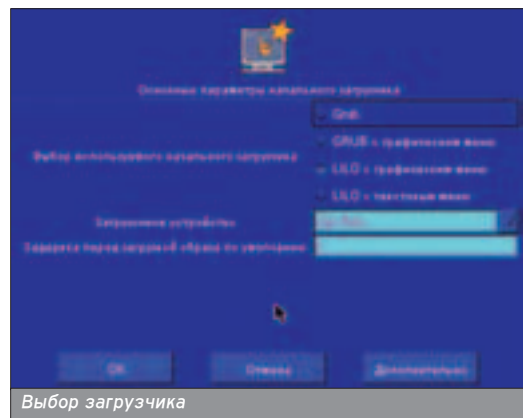 Основные параметры начального загрузчика
Grub
GRUB с графическим меню
Выбор используемого начального загрузчика
LILO с графическим меню
LILO с текстовым меню
Загрузочное устройство
Задержка перед загрузкой образа по умолчанию
OK
Отмена
Дополнительно
Выбор загрузчика